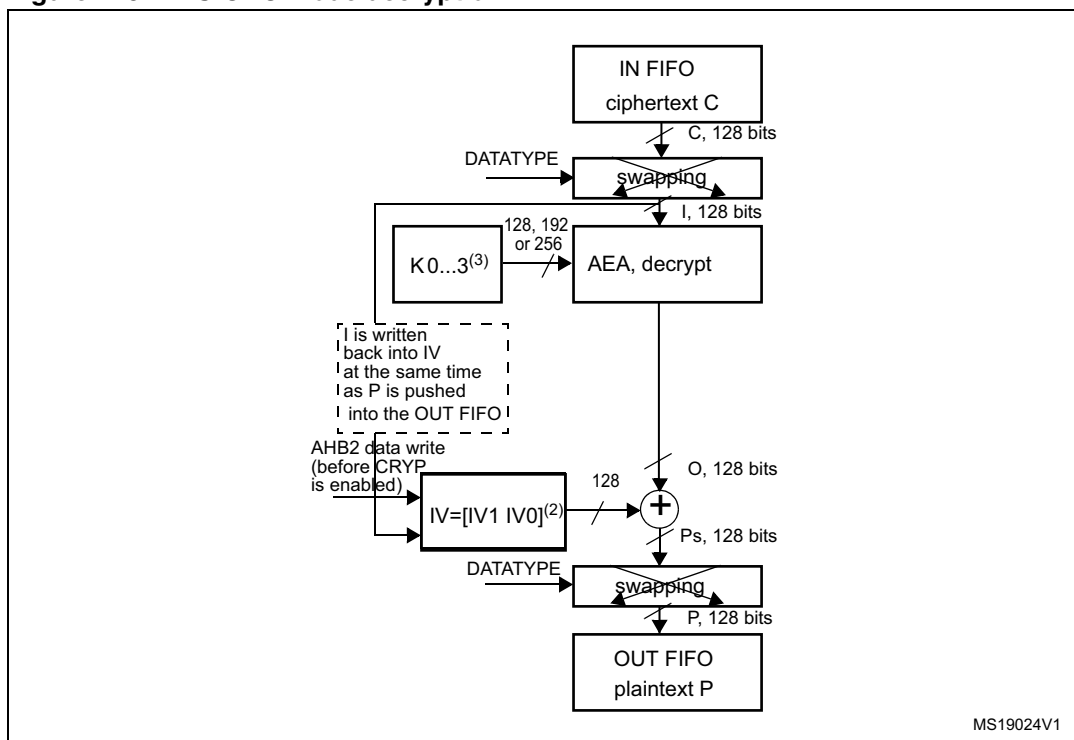 IN FIFO
ciphertext C
C, 128 bits
DATATYPE
swapping
I, 128 bits
128, 192
or 256
K 0...3(3)
AEA, decrypt
I is written
back into IV
at the same time
as P is pushed
into the OUT FIFO
AHB2 data write
(before CRYP
is enabled)
IV=[IV1 IV0](2)
128
O, 128 bits
+
Ps, 128 bits
DATATYPE
swapping
P, 128 bits
OUT FIFO
plaintext P
MS19024V1